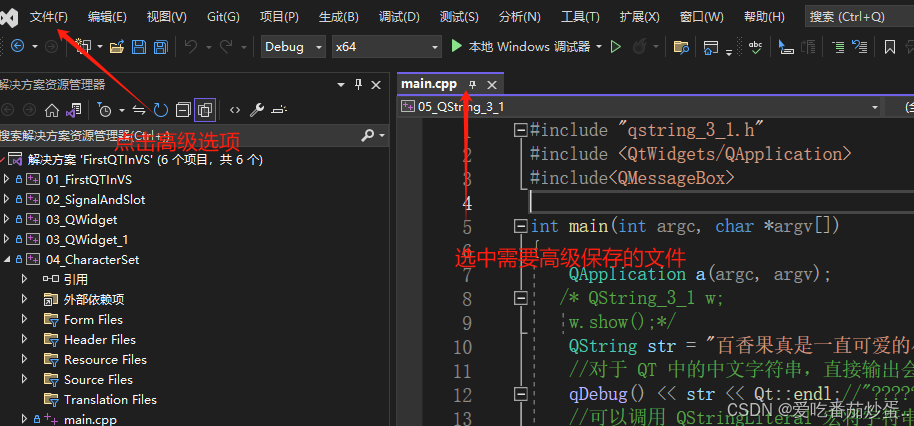 文件(F) 编辑(E) 视图(V) Git(G) 项目(P) 生成(B) 调试(D) 测试(S) 分析(N) 工具(T) 扩展(X) 窗口(W) 帮助(H) 搜索 (Ctrl+Q)
Debug x64 本地 Windows 调试器
解决方案资源管理器
搜索解决方案资源管理器(Ctrl+;)
点击高级选项
解决方案 'FirstQTInVS' (6 个项目，共 6 个)
01_FirstQTInVS
02_SignalAndSlot
03_QWidget
03_QWidget_1
04_CharacterSet
引用
外部依赖项
Form Files
Header Files
Resource Files
Source Files
Translation Files
main.cpp
main.cpp
05_QString_3_1
1 #include "qstring_3_1.h"
2 #include <QtWidgets/QApplication>
3 #include<QMessageBox>
4
5 int main(int argc, char *argv[])
6 {
选中需要高级保存的文件
7 QApplication a(argc, argv);
8 /* QString_3_1 w;
9 w.show();*/
10 QString str = "百香果真是一直可爱的
11 //对于 QT 中的中文字符串，直接输出会
12 qDebug() << str << Qt::endl;//"?????
13 //可以调用 QStringLiteral 宏将字符串
CSDN @爱吃番茄炒蛋...